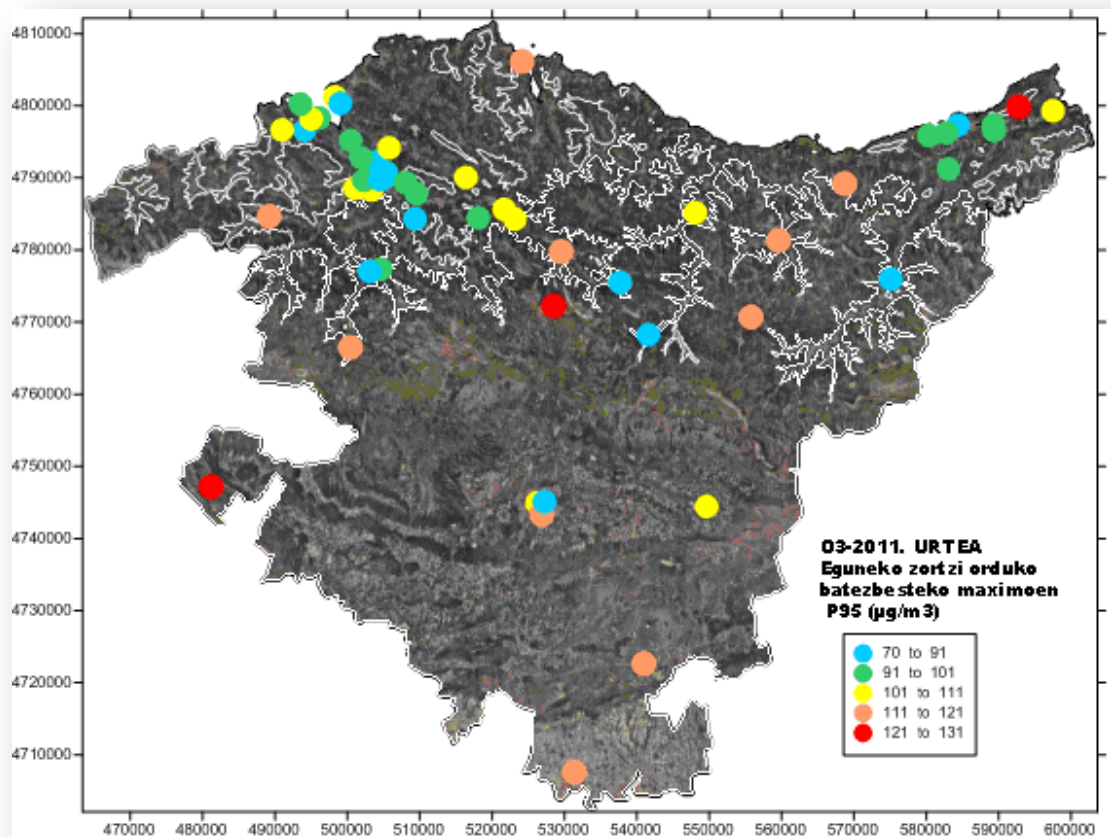 4810000
4800000
4790000
4780000
4770000
4760000
4750000
4740000
4730000
4720000
4710000
O3-2011. URTEA
Eguneko zortzi orduko
batezbesteko maximoen
P95 (µg/m3)
70 to 91
91 to 101
101 to 111
111 to 121
121 to 131
470000 480000 490000 500000 510000 520000 530000 540000 550000 560000 570000 580000 590000 600000